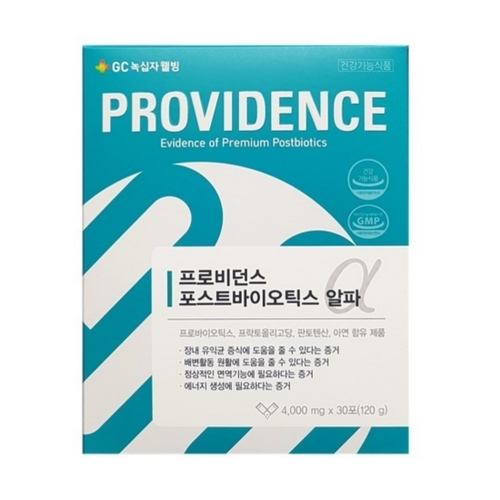 GC 녹십자웰빙
건강기능식품
PROVIDENCE
Evidence of Premium Postbiotics
건강
기능식품
GMP
프로비던스
포스트바이오틱스 알파
α
프로바이오틱스, 프락토올리고당, 판토텐산, 아연 함유 제품
· 장내 유익균 증식에 도움을 줄 수 있다는 증거
· 배변활동 원활에 도움을 줄 수 있다는 증거
· 정상적인 면역기능에 필요하다는 증거
· 에너지 생성에 필요하다는 증거
4,000 mg x 30포(120 g)